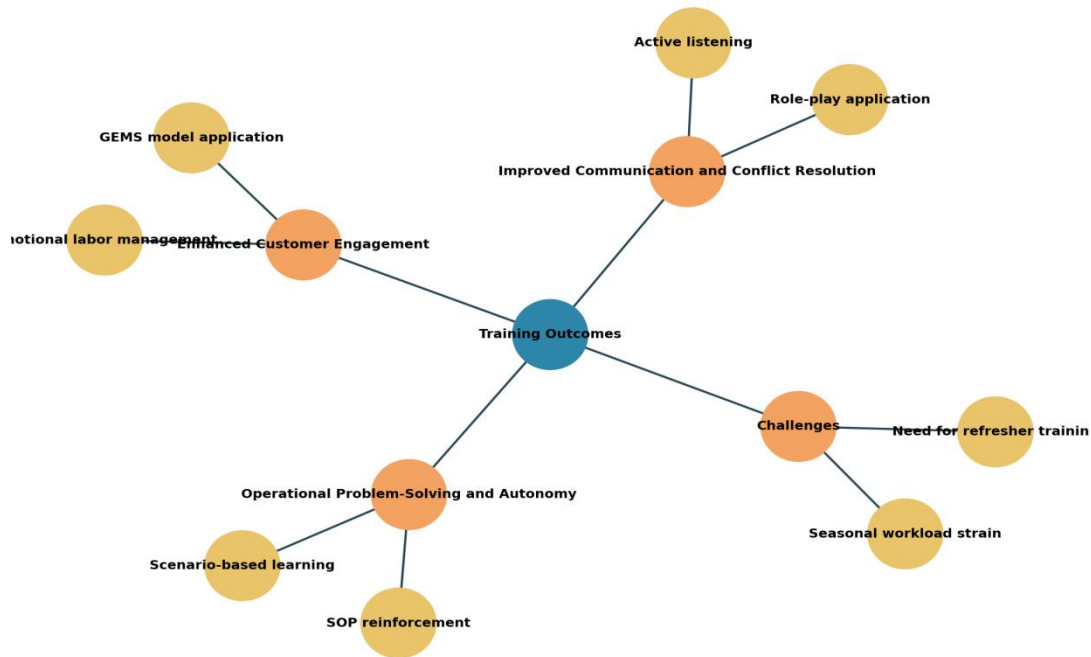 Active listening
Role-play application
GEMS model application
Improved Communication and Conflict Resolution
notional labor management
Enhanced Customer Engagement
Training Outcomes
Challenges
Need for refresher trainin
Operational Problem-Solving and Autonomy
Seasonal workload strain
Scenario-based learning
SOP reinforcement